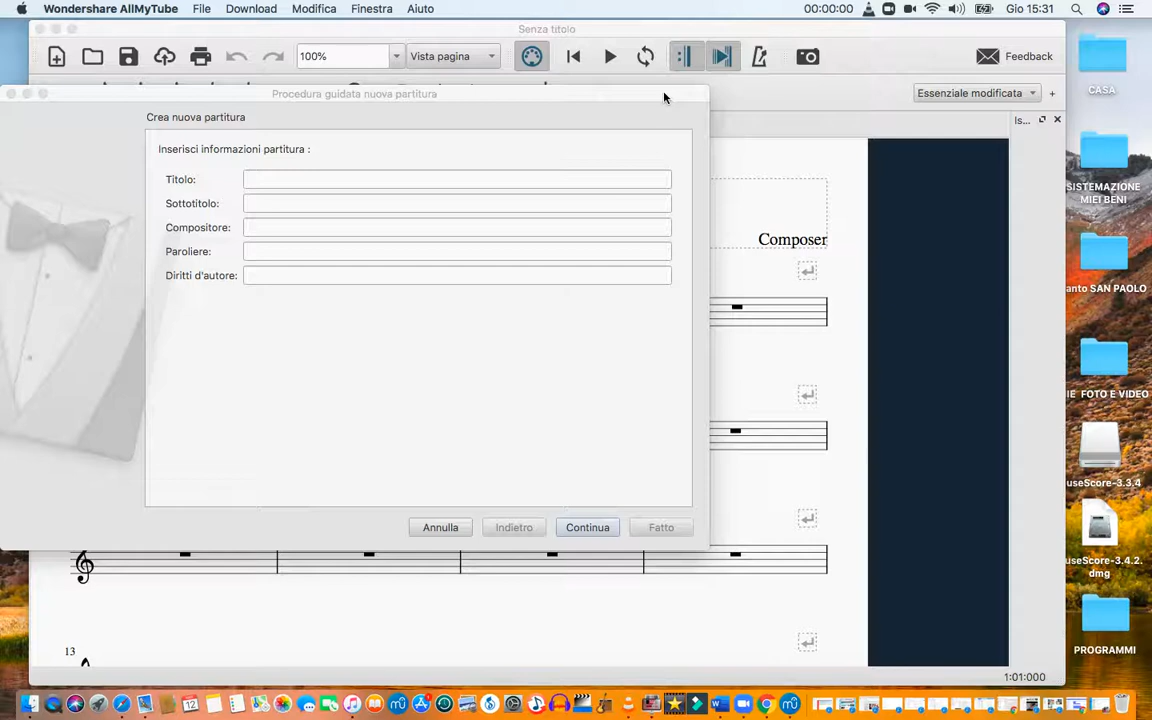 Wondershare AllMyTube File Download Modifica Finestra Aiuto 00:00:00 Gio 15:31
Senza titolo
100% Vista pagina Feedback
Procedura guidata nuova partitura
Essenziale modificata +
Crea nuova partitura
Is...
Inserisci informazioni partitura :
Titolo:
Sottotitolo:
Compositore:
Paroliere:
Diritti d'autore:
Composer
Annulla Indietro Continua Fatto
13
1:01:000
CASA
SISTEMAZIONE
MIEI BENI
anto SAN PAOLO
IE FOTO E VIDEO
useScore-3.3.4
useScore-3.4.2.
dmg
PROGRAMMI
12